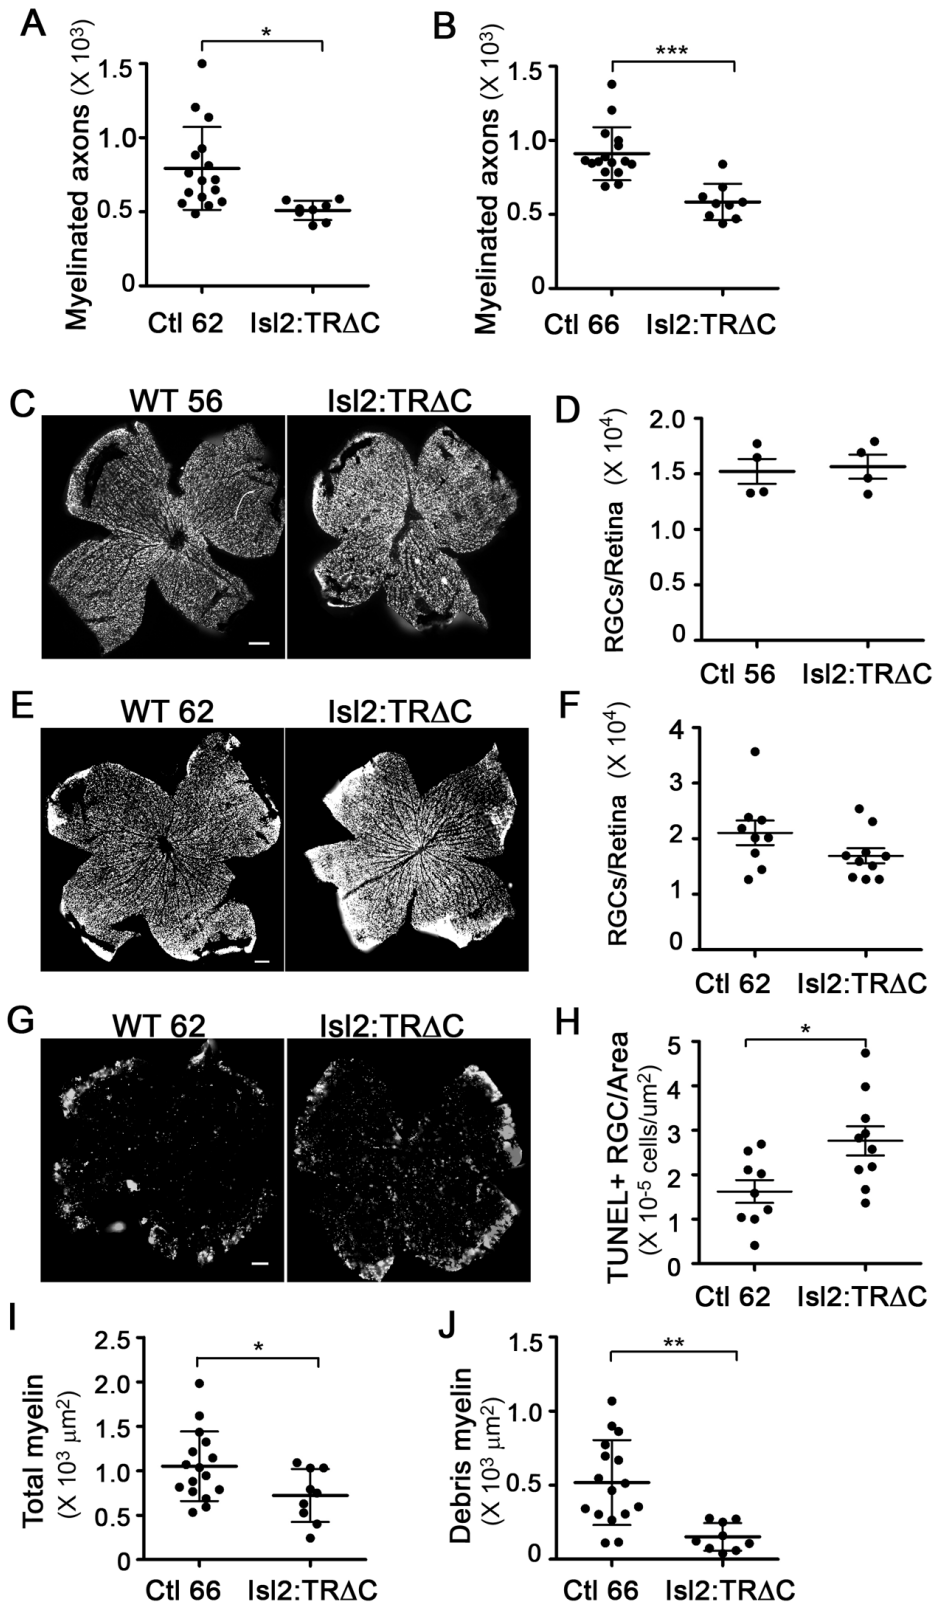 A
Myelinated axons (X 10³)
*
1.5
1.0
0.5
0
Ctl 62
Isl2:TRΔC
B
Myelinated axons (X 10³)
***
1.5
1.0
0.5
0
Ctl 66
Isl2:TRΔC
C
WT 56
Isl2:TRΔC
D
RGCs/Retina (X 10⁴)
2.0
1.5
1.0
0.5
0
Ctl 56
Isl2:TRΔC
E
WT 62
Isl2:TRΔC
F
RGCs/Retina (X 10⁴)
4
3
2
1
0
Ctl 62
Isl2:TRΔC
G
WT 62
Isl2:TRΔC
H
TUNEL+ RGC/Area
(X 10⁻⁵ cells/um²)
*
5
4
3
2
1
0
Ctl 62
Isl2:TRΔC
I
Total myelin
(X 10³ μm²)
*
2.5
2.0
1.5
1.0
0.5
0
Ctl 66
Isl2:TRΔC
J
Debris myelin
(X 10³ μm²)
**
1.5
1.0
0.5
0
Ctl 66
Isl2:TRΔC